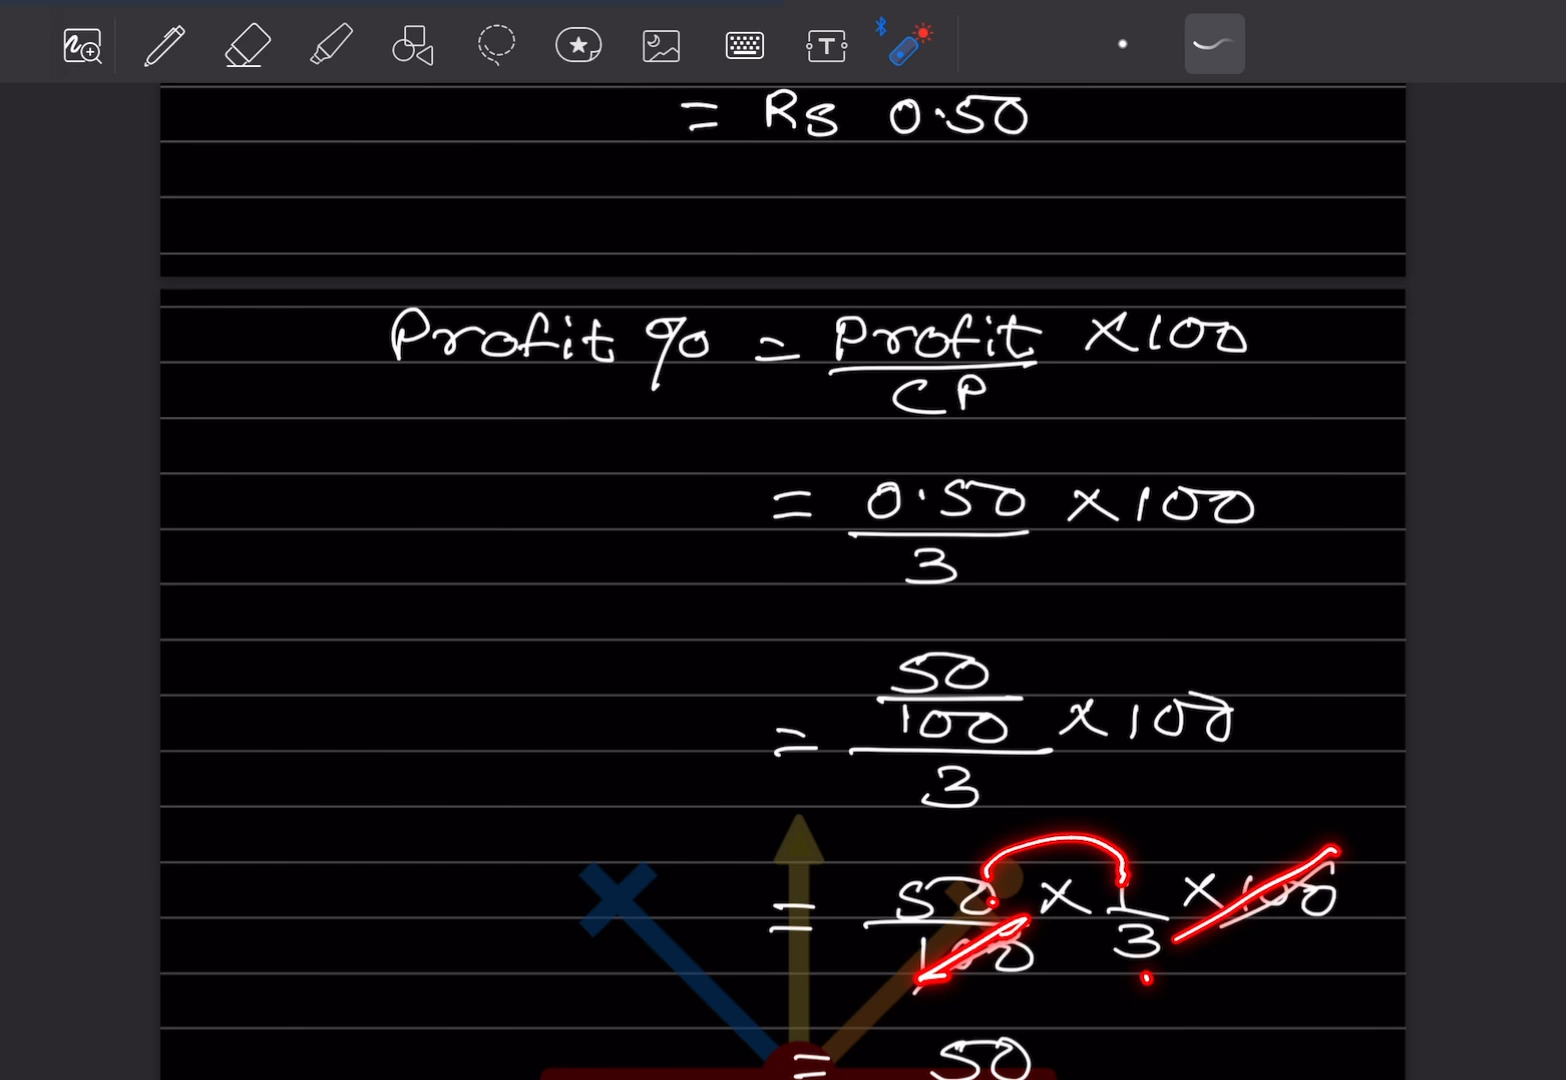 = Rs 0.50
Profit % = Profit/CP ×100
= 0.50/3 ×100
= 50/100/3 ×100
= 50/100 × 1/3 ×100
= 50